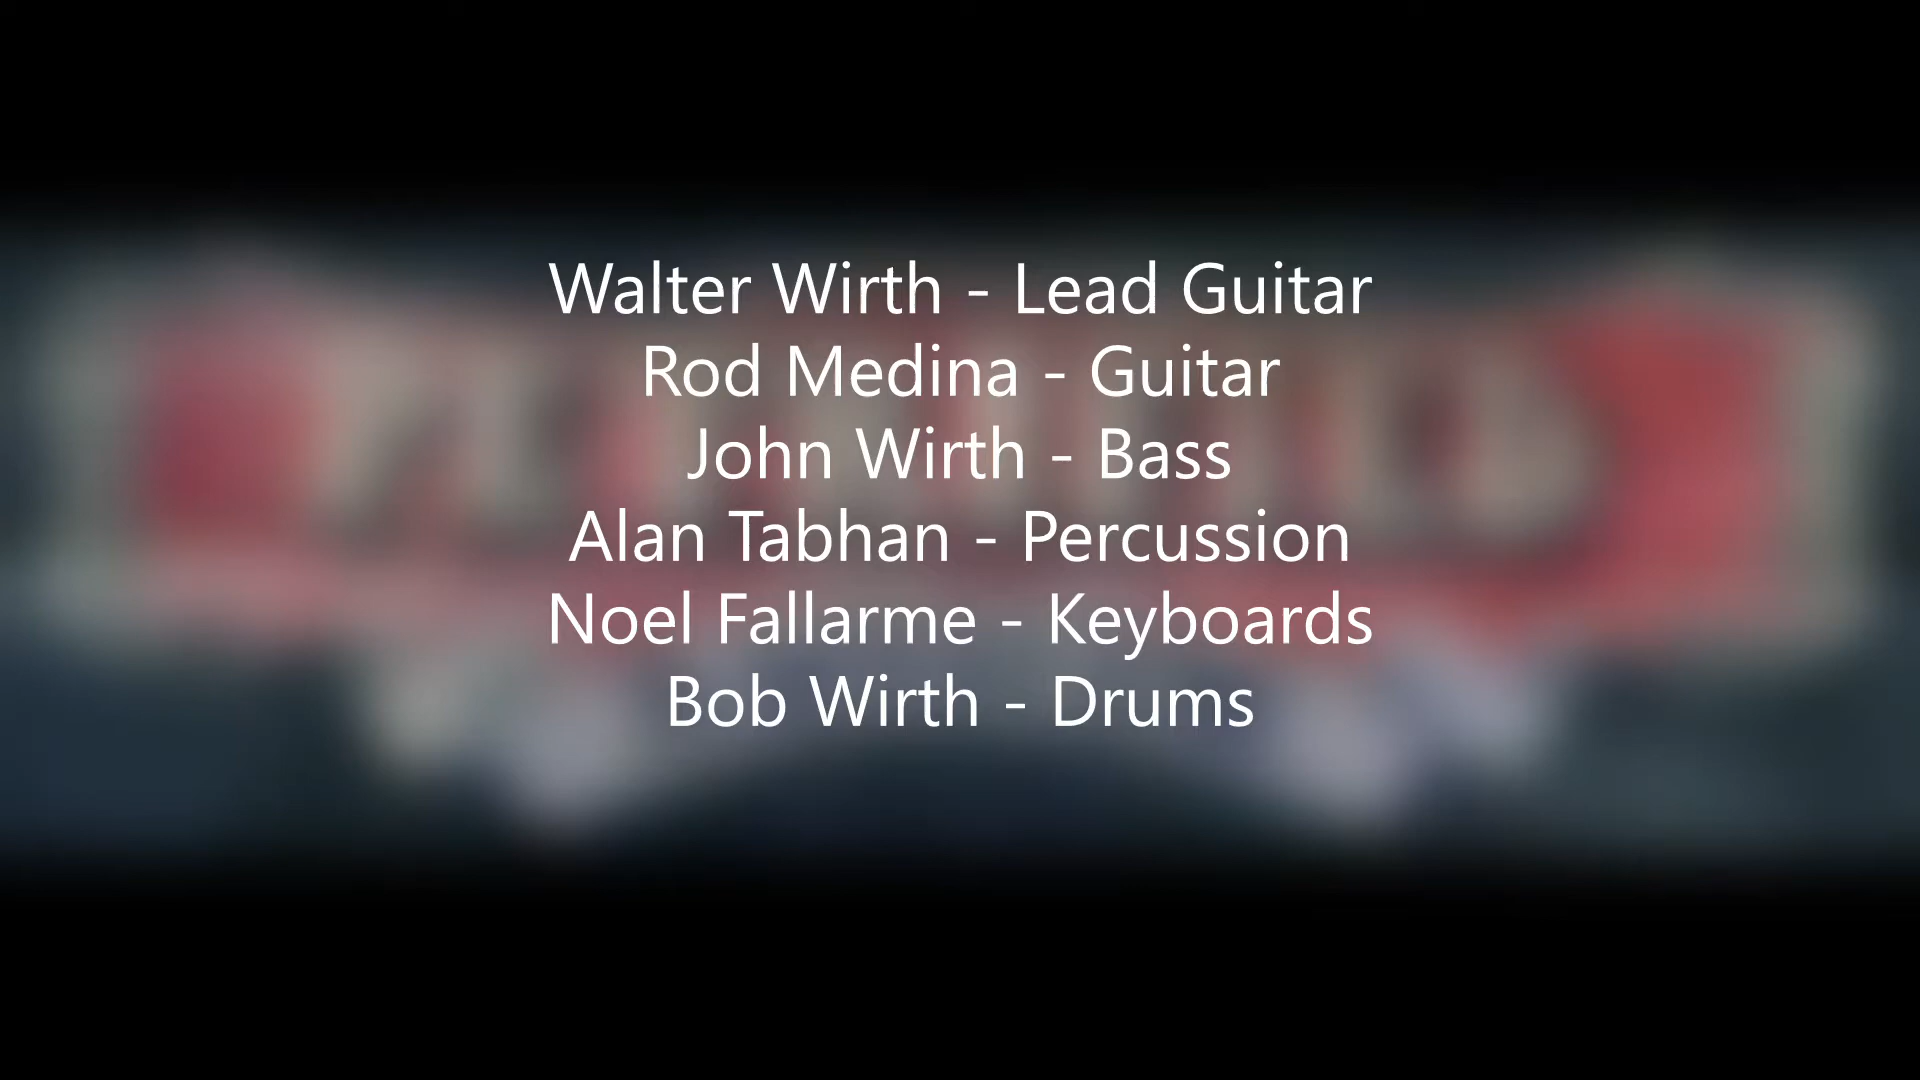 Walter Wirth - Lead Guitar
Rod Medina - Guitar
John Wirth - Bass
Alan Tabhan - Percussion
Noel Fallarme - Keyboards
Bob Wirth - Drums